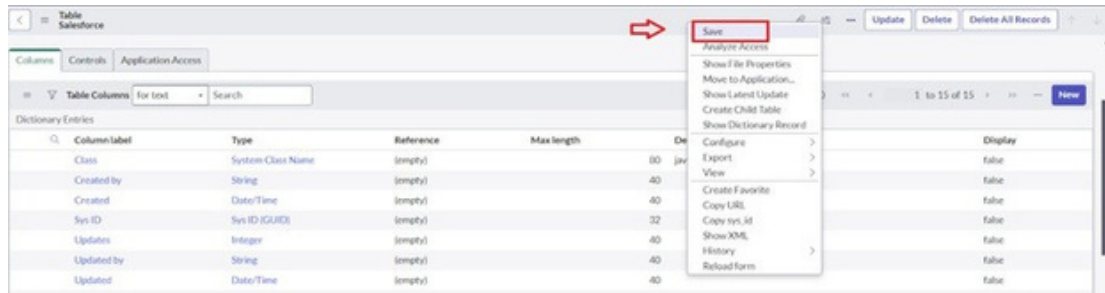 Table
Salesforce
Update Delete Delete All Records
Save
Analyze Access
Show File Properties
Move to Application...
Show Latest Update
Create Child Table
Show Dictionary Record
Configure
Export
View
Create Favorite
Copy URL
Copy sys_id
Show XML
History
Reload form
Columns Controls Application Access
Table Columns for text Search 1 to 15 of 15 New
Dictionary Entries
Column label Type Reference Max length De Display
Class System Class Name (empty) 80 jav false
Created by String (empty) 40 false
Created Date/Time (empty) 40 false
Sys ID Sys ID (GUID) (empty) 32 false
Updates Integer (empty) 40 false
Updated by String (empty) 40 false
Updated Date/Time (empty) 40 false